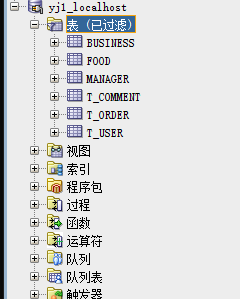 yj1_localhost
表 (已过滤)
BUSINESS
FOOD
MANAGER
T_COMMENT
T_ORDER
T_USER
视图
索引
程序包
过程
函数
运算符
队列
队列表
触发器